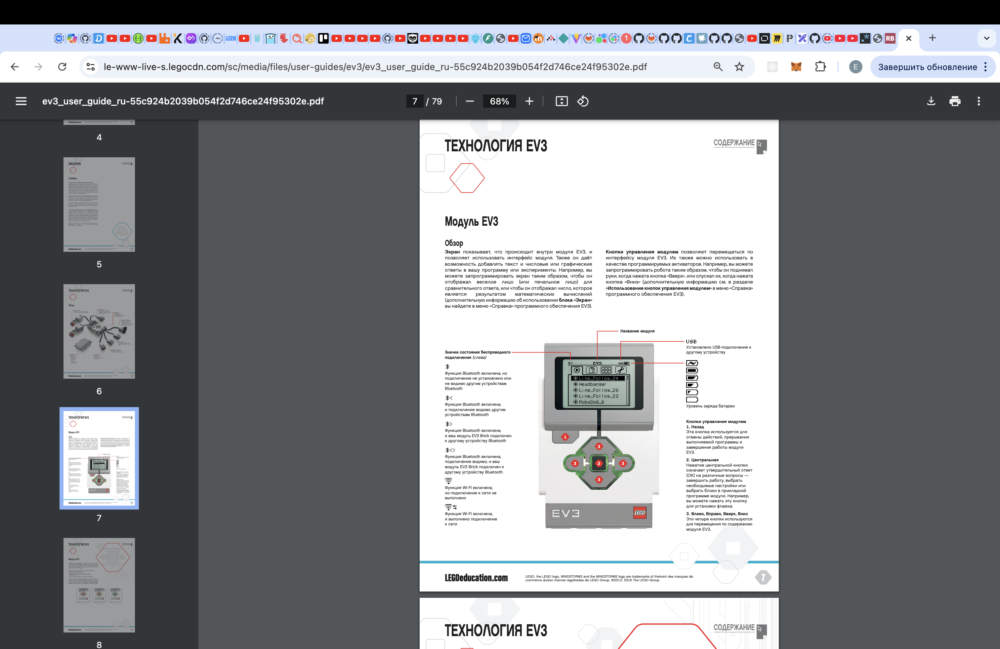 GORM
JS
RB
le-www-live-s.legocdn.com/sc/media/files/user-guides/ev3/ev3_user_guide_ru-55c924b2039b054f2d746ce24f95302e.pdf
E
Завершить обновление
ev3_user_guide_ru-55c924b2039b054f2d746ce24f95302e.pdf
7 / 79
68%
4
ВВЕДЕНИЕ
СПРАВКА
5
ТЕХНОЛОГИЯ EV3
Обзор
6
ТЕХНОЛОГИЯ EV3
Модуль EV3
7
ТЕХНОЛОГИЯ EV3
Модуль EV3
8
ТЕХНОЛОГИЯ EV3
СОДЕРЖАНИЕ
Модуль EV3
Обзор
Экран показывает, что происходит внутри модуля EV3, и
позволяет использовать интерфейс модуля. Также он даёт
возможность добавлять текст и числовые или графические
ответы в вашу программу или эксперименты. Например, вы
можете запрограммировать экран таким образом, чтобы он
отображал веселое лицо (или печальное лицо) для
сравнительного ответа, или чтобы он отображал число, которое
является результатом математических вычислений
(дополнительную информацию об использовании блока «Экран»
вы найдете в меню «Справка» программного обеспечения EV3).
Кнопки управления модулем позволяют перемещаться по
интерфейсу модуля EV3. Их также можно использовать в
качестве программируемых активаторов. Например, вы можете
запрограммировать робота таким образом, чтобы он поднимал
руки, когда нажата кнопка «Вверх», или опускал их, когда нажата
кнопка «Вниз» (дополнительную информацию см. в разделе
«Использование кнопок управления модулем» в меню «Справка»
программного обеспечения EV3).
Название модуля
Значки состояния беспроводного
подключения (слева)
Функция Bluetooth включена, но
подключение не установлено или
не видимо другим устройствам
Bluetooth
Функция Bluetooth включена,
и подключение видимо другим
устройствам Bluetooth
Функция Bluetooth включена,
и ваш модуль EV3 Brick подключен
к другому устройству Bluetooth
Функция Bluetooth включена,
подключение видимо, и ваш
модуль EV3 Brick подключен к
другому устройству Bluetooth
Функция Wi-Fi включена,
но подключение к сети не
выполнено
Функция Wi-Fi включена,
и выполнено подключение
к сети
EV3
USB
Line_Follow_24
Headbanger
Line_Follow_26
Line_Follow_22
RoboDog_6
1
3
3
2
3
3
EV3
LEGO
USB
Установлено USB-подключение к
другому устройству
Уровень заряда батареи
Кнопки управления модулем
1. Назад
Эта кнопка используется для
отмены действий, прерывания
выполняемой программы и
завершения работы модуля
EV3.
2. Центральная
Нажатие центральной кнопки
означает утвердительный ответ
(OK) на различные вопросы —
завершить работу, выбрать
необходимые настройки или
выбрать блоки в прикладной
программе модуля. Например,
вы можете нажать эту кнопку
для установки флажка.
3. Влево, Вправо, Вверх, Вниз
Эти четыре кнопки используются
для перемещения по содержанию
модуля EV3.
LEGOeducation.com
LEGO, the LEGO logo, MINDSTORMS and the MINDSTORMS logo are trademarks of the/sont des marques de
commerce du/son marcas registradas de LEGO Group. ©2013, 2016 The LEGO Group.
7
ТЕХНОЛОГИЯ EV3
СОДЕРЖАНИЕ